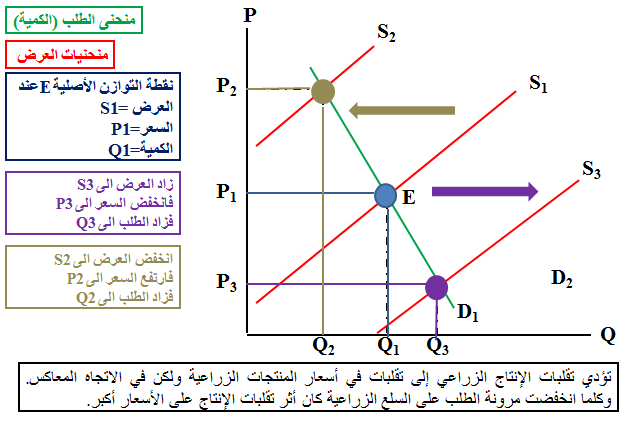 منحنى الطلب (الكمية)
منحنيات العرض
نقطة التوازن الأصلية Eعند
العرض =S1
السعر=P1
الكمية=Q1
زاد العرض الى S3
فانخفض السعر الى P3
فزاد الطلب الى Q3
انخفض العرض الى S2
فارتفع السعر الى P2
فزاد الطلب الى Q2
P
S2
P2
S1
P1
E
S3
P3
D2
D1
Q2
Q1
Q3
Q
تؤدي تقلبات الإنتاج الزراعي إلى تقلبات في أسعار المنتجات الزراعية ولكن في الاتجاه المعاكس.
وكلما انخفضت مرونة الطلب على السلع الزراعية كان أثر تقلبات الإنتاج على الأسعار أكبر.